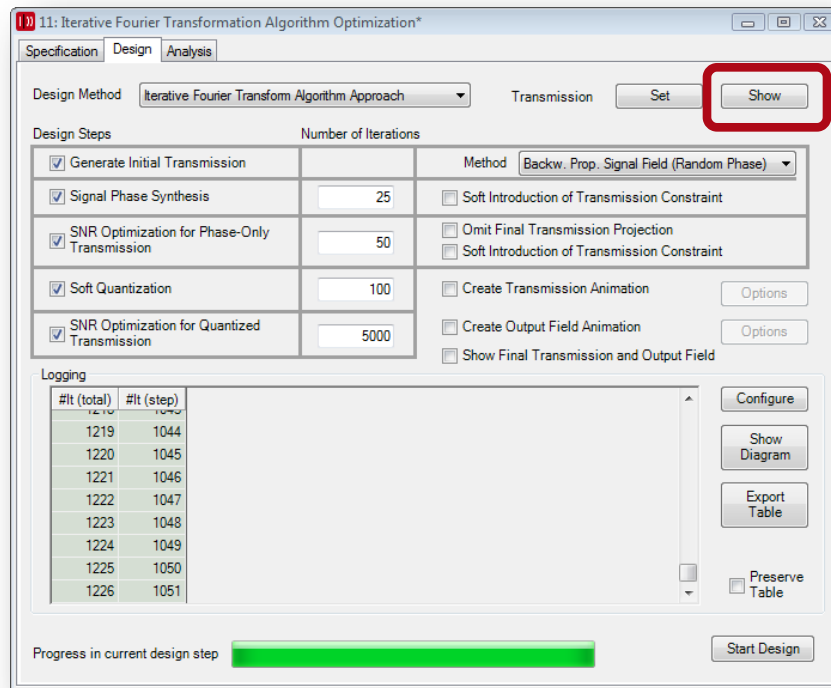 11: Iterative Fourier Transformation Algorithm Optimization*
Specification Design Analysis
Design Method Iterative Fourier Transform Algorithm Approach Transmission Set Show
Design Steps Number of Iterations
Generate Initial Transmission Method Backw. Prop. Signal Field (Random Phase)
Signal Phase Synthesis 25 Soft Introduction of Transmission Constraint
SNR Optimization for Phase-Only
Transmission
50
Omit Final Transmission Projection
Soft Introduction of Transmission Constraint
Soft Quantization 100 Create Transmission Animation Options
SNR Optimization for Quantized
Transmission
5000
Create Output Field Animation Options
Show Final Transmission and Output Field
Logging
#It (total) #It (step)
1219 1044
1220 1045
1221 1046
1222 1047
1223 1048
1224 1049
1225 1050
1226 1051
Configure
Show
Diagram
Export
Table
Preserve
Table
Progress in current design step Start Design